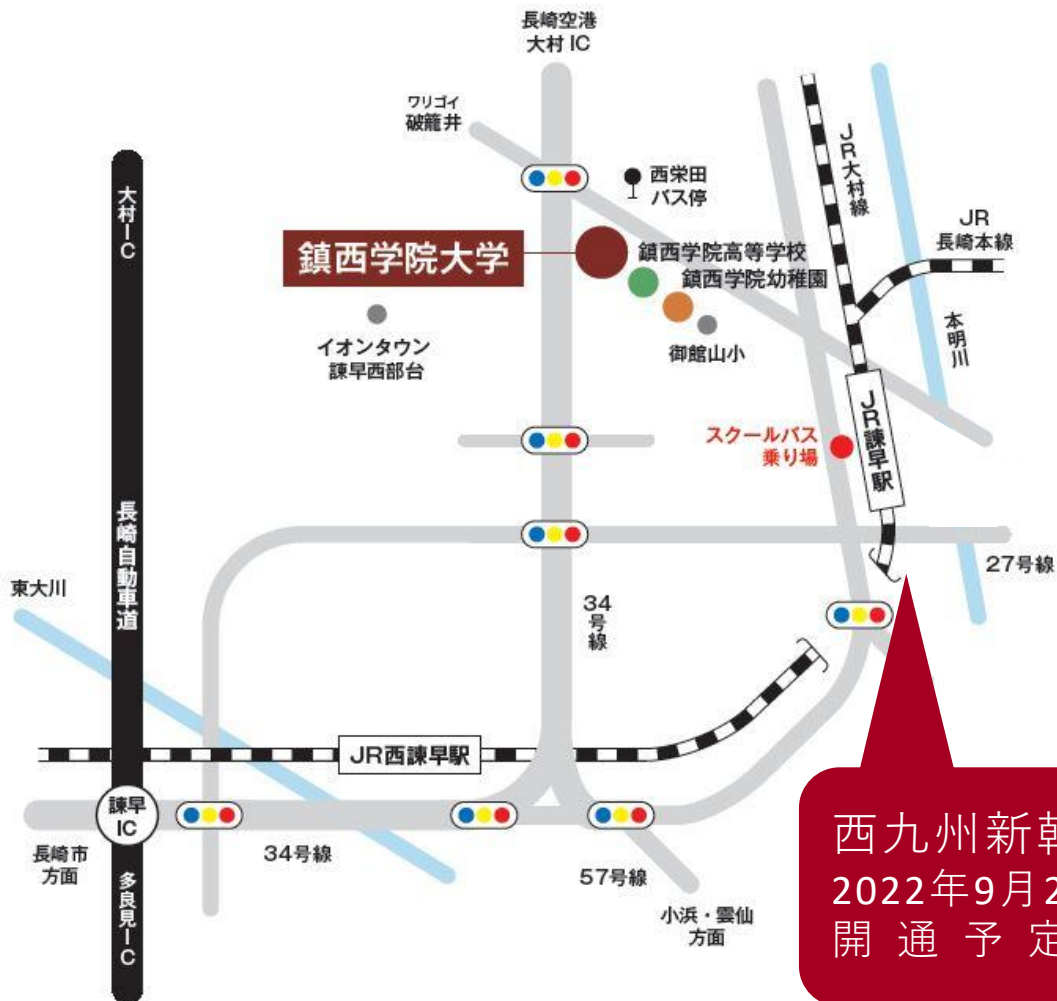 長崎空港
大村 IC
ワリゴイ
破籠井
西栄田
バス停
JR大村線
JR
長崎本線
大村IC
鎮西学院大学
鎮西学院高等学校
鎮西学院幼稚園
本明川
イオンタウン
諫早西部台
御館山小
JR諫早駅
スクールバス
乗り場
長崎自動車道
27号線
東大川
34号線
JR西諫早駅
諫早
IC
長崎市
方面
34号線
57号線
多良見IC
小浜・雲仙
方面
西九州新
2022年9月2
開通予定